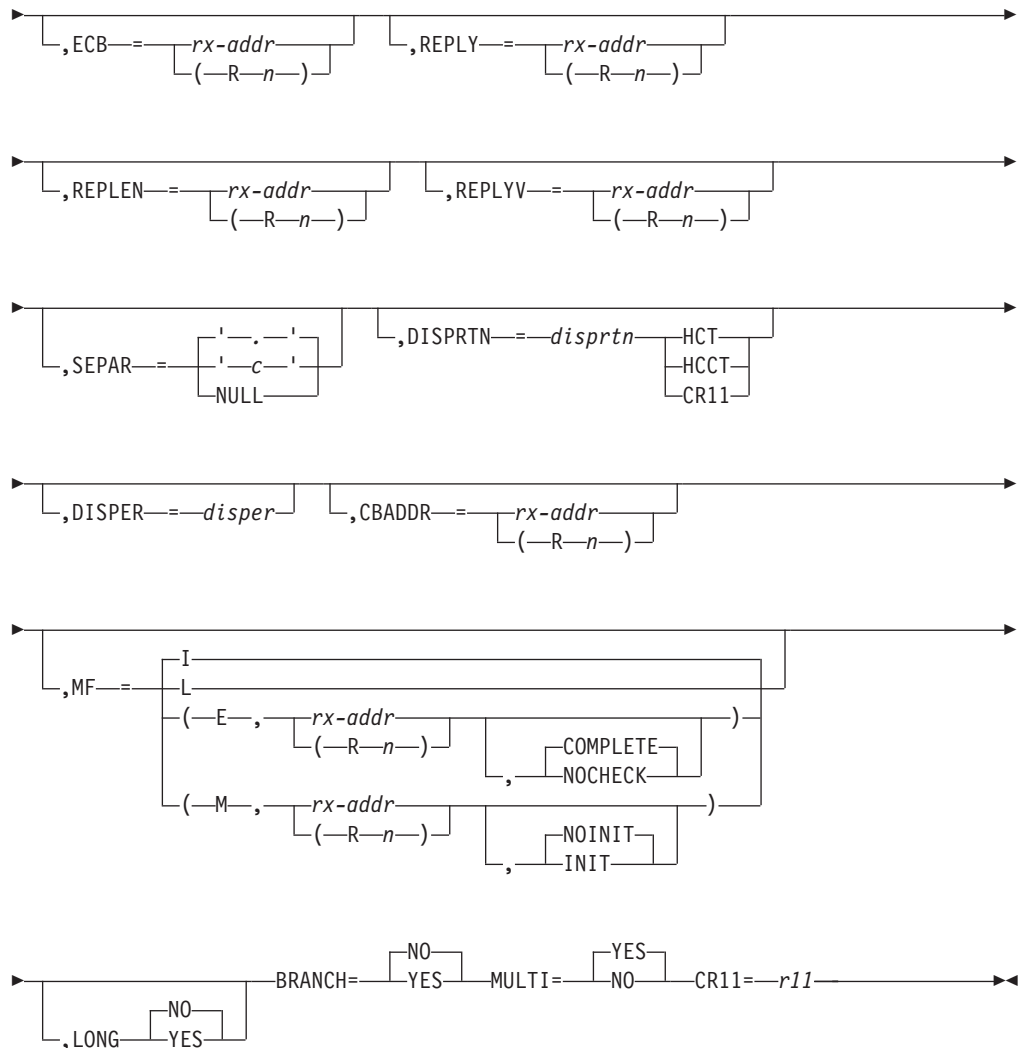 ,ECB = rx-addr ,REPLY = rx-addr
( R n ) ( R n )
,REPLEN = rx-addr ,REPLYV = rx-addr
( R n ) ( R n )
' . '
,SEPAR = ' c ' ,DISPRTN = disprtn HCT
NULL HCCT
CR11
,DISPER = disper ,CBADDR = rx-addr
( R n )
I
,MF = L
( E , rx-addr )
( R n ) COMPLETE
, NOCHECK
( M , rx-addr )
( R n ) NOINIT
, INIT
NO YES
BRANCH= YES MULTI= NO CR11= r11
NO
,LONG YES